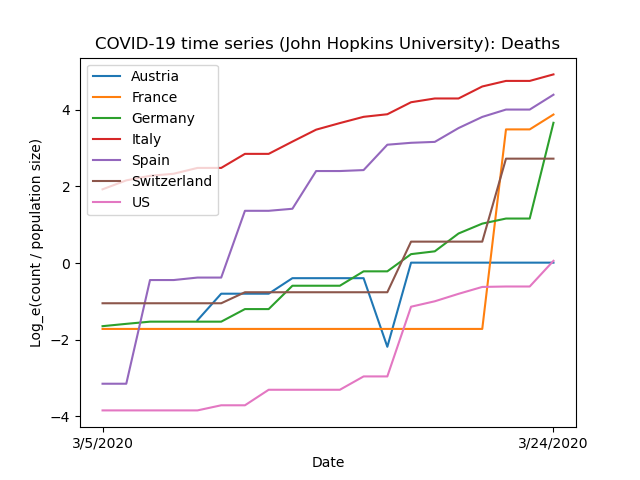 COVID-19 time series (John Hopkins University): Deaths
Austria
France
Germany
Italy
Spain
Switzerland
US
4
2
0
−2
−4
Log_e(count / population size)
3/5/2020
3/24/2020
Date